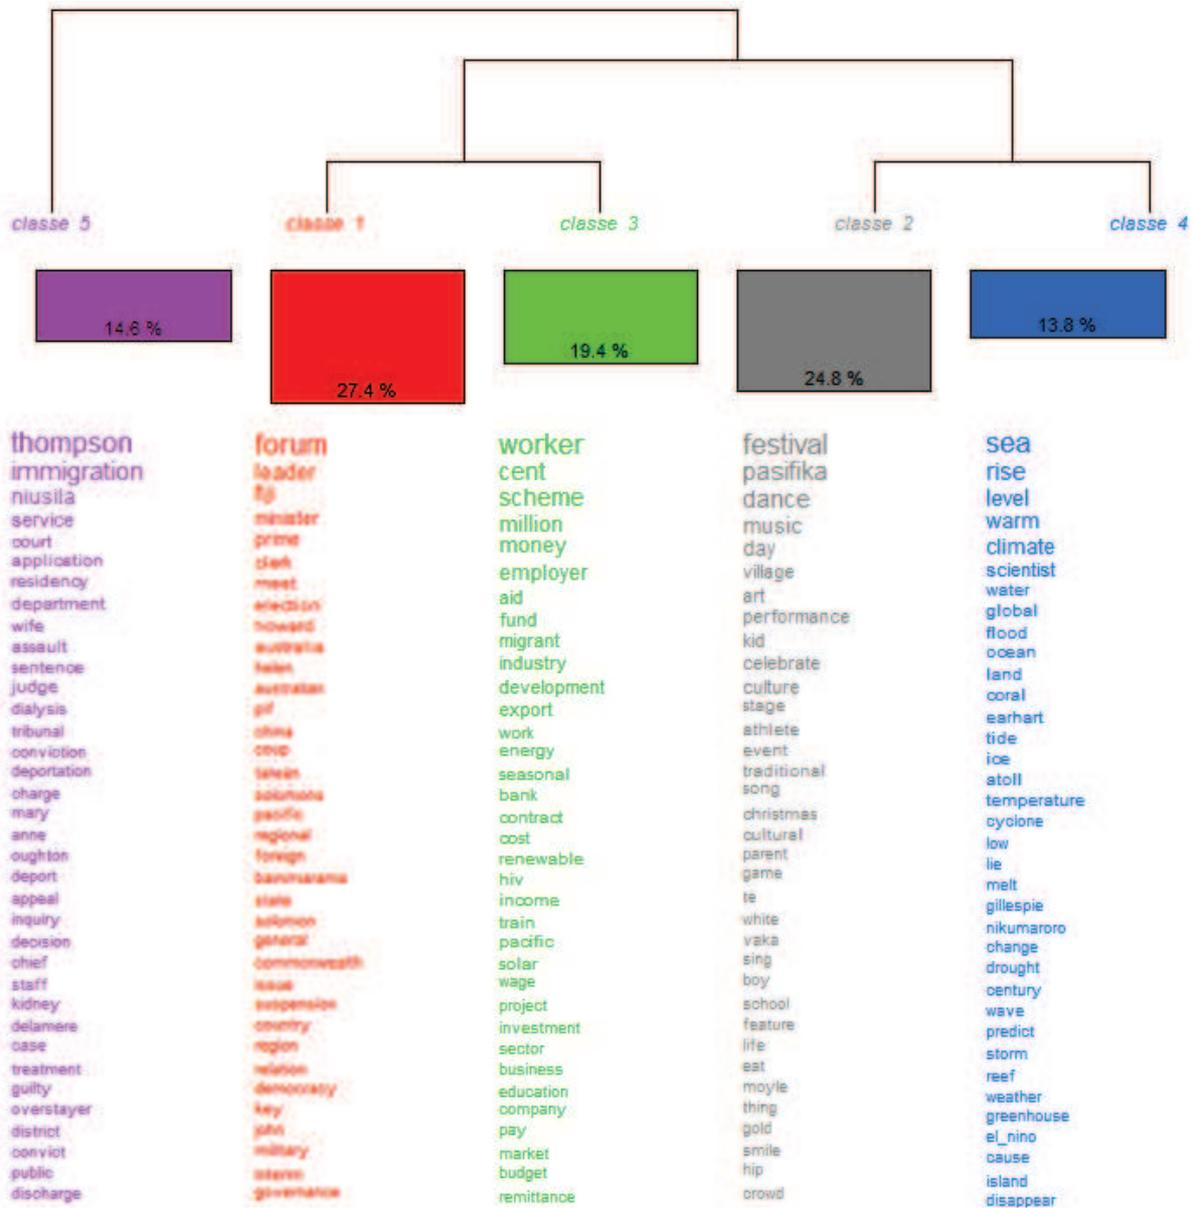 classe 5
classe 1
classe 3
classe 2
classe 4
14.6 %
27.4 %
19.4 %
24.8 %
13.8 %
thompson
immigration
niusila
service
court
application
residency
department
wife
assault
sentence
judge
dialysis
tribunal
conviction
deportation
charge
mary
anne
oughton
deport
appeal
inquiry
decision
chief
staff
kidney
delamere
case
treatment
guilty
overstayer
district
convict
public
discharge
forum
leader
fiji
minister
prime
clark
meet
election
howard
australia
helen
australian
pif
china
coup
taiwan
solomons
pacific
regional
foreign
bainimarama
state
solomon
general
commonwealth
issue
suspension
country
region
relation
democracy
key
john
military
interim
governance
worker
cent
scheme
million
money
employer
aid
fund
migrant
industry
development
export
work
energy
seasonal
bank
contract
cost
renewable
hiv
income
train
pacific
solar
wage
project
investment
sector
business
education
company
pay
market
budget
remittance
festival
pasifika
dance
music
day
village
art
performance
kid
celebrate
culture
stage
athlete
event
traditional
song
christmas
cultural
parent
game
te
white
vaka
sing
boy
school
feature
life
eat
moyle
thing
gold
smile
hip
crowd
sea
rise
level
warm
climate
scientist
water
global
flood
ocean
land
coral
earhart
tide
ice
atoll
temperature
cyclone
low
lie
melt
gillespie
nikumaroro
change
drought
century
wave
predict
storm
reef
weather
greenhouse
el_nino
cause
island
disappear